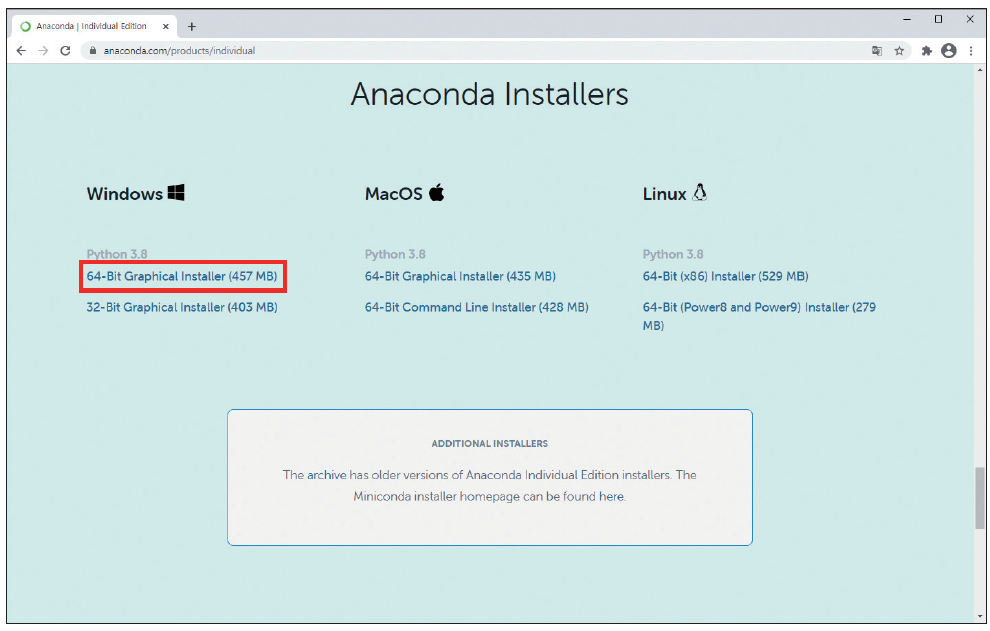 Anaconda | Individual Edition
anaconda.com/products/individual
Anaconda Installers
Windows
Python 3.8
64-Bit Graphical Installer (457 MB)
32-Bit Graphical Installer (403 MB)
MacOS
Python 3.8
64-Bit Graphical Installer (435 MB)
64-Bit Command Line Installer (428 MB)
Linux
Python 3.8
64-Bit (x86) Installer (529 MB)
64-Bit (Power8 and Power9) Installer (279
MB)
ADDITIONAL INSTALLERS
The archive has older versions of Anaconda Individual Edition installers. The
Miniconda installer homepage can be found here.